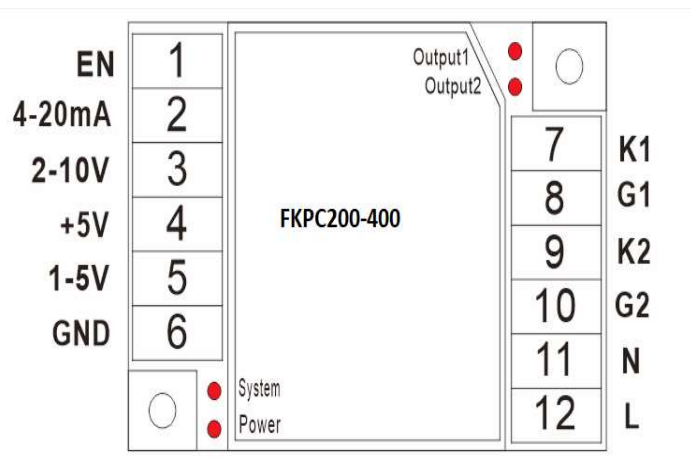 EN 1
4-20mA 2
2-10V 3
+5V 4
1-5V 5
GND 6
Output1
Output2
FKPC200-400
System
Power
7 K1
8 G1
9 K2
10 G2
11 N
12 L